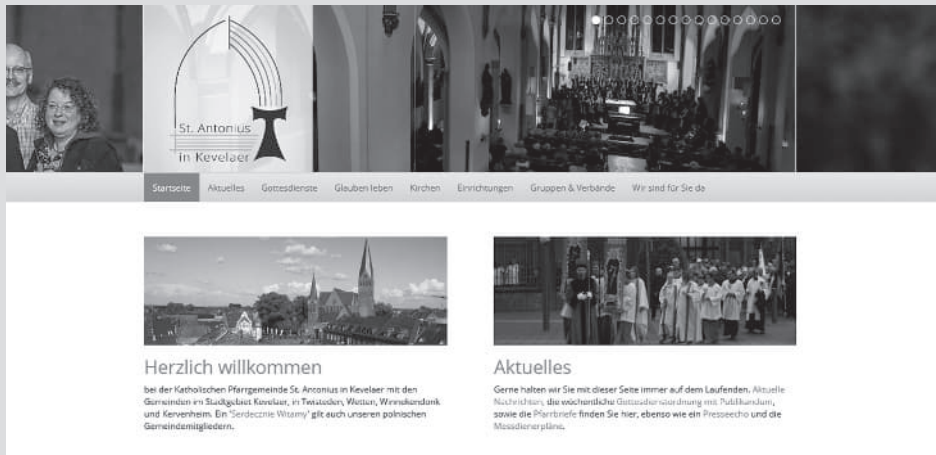 St. Antonius
in Kevelaer
Startseite Aktuelles Gottesdienste Glauben leben Kirchen Einrichtungen Gruppen & Verbände Wir sind für Sie da
Herzlich willkommen
bei der Katholischen Pfarrgemeinde St. Antonius in Kevelaer mit den
Gemeinden im Stadtgebiet Kevelaer, in Twisteden, Wetten, Winnekendonk
und Kervenheim. Ein 'Serdecznie Witamy' gilt auch unseren polnischen
Gemeindemitgliedern.
Aktuelles
Gerne halten wir Sie mit dieser Seite immer auf dem Laufenden. Aktuelle
Nachrichten, die wöchentliche Gottesdienstordnung mit Publikandum,
sowie die Pfarrbriefe finden Sie hier, ebenso wie ein Presseecho und die
Messdienerpläne.